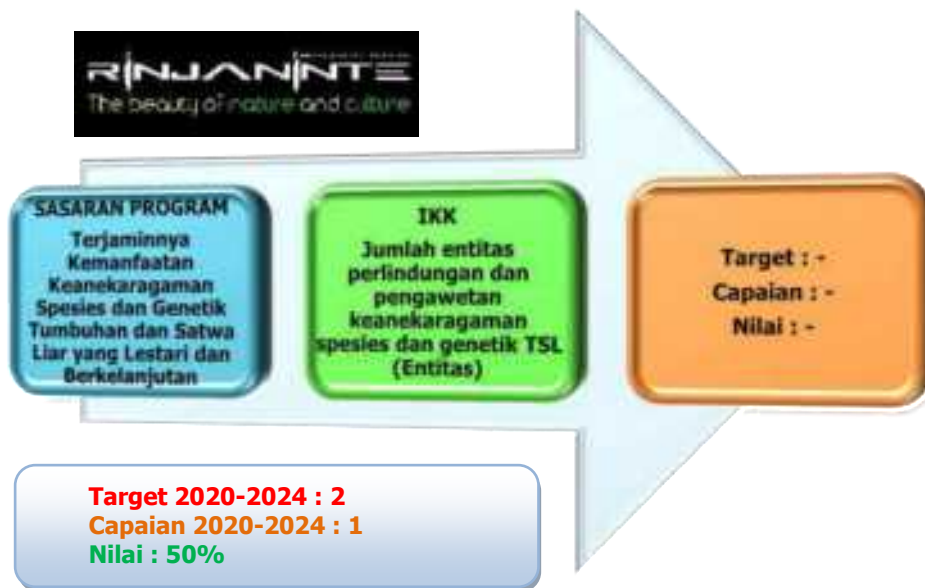 RINJANINTE
The beauty of nature and culture
SASARAN PROGRAM
Terjaminnya
Kemanfaatan
Keanekaragaman
Spesies dan Genetik
Tumbuhan dan Satwa
Liar yang Lestari dan
Berkelanjutan
IKK
Jumlah entitas
perlindungan dan
pengawetan
keanekaragaman
spesies dan genetik TSL
(Entitas)
Target : -
Capaian : -
Nilai : -
Target 2020-2024 : 2
Capaian 2020-2024 : 1
Nilai : 50%